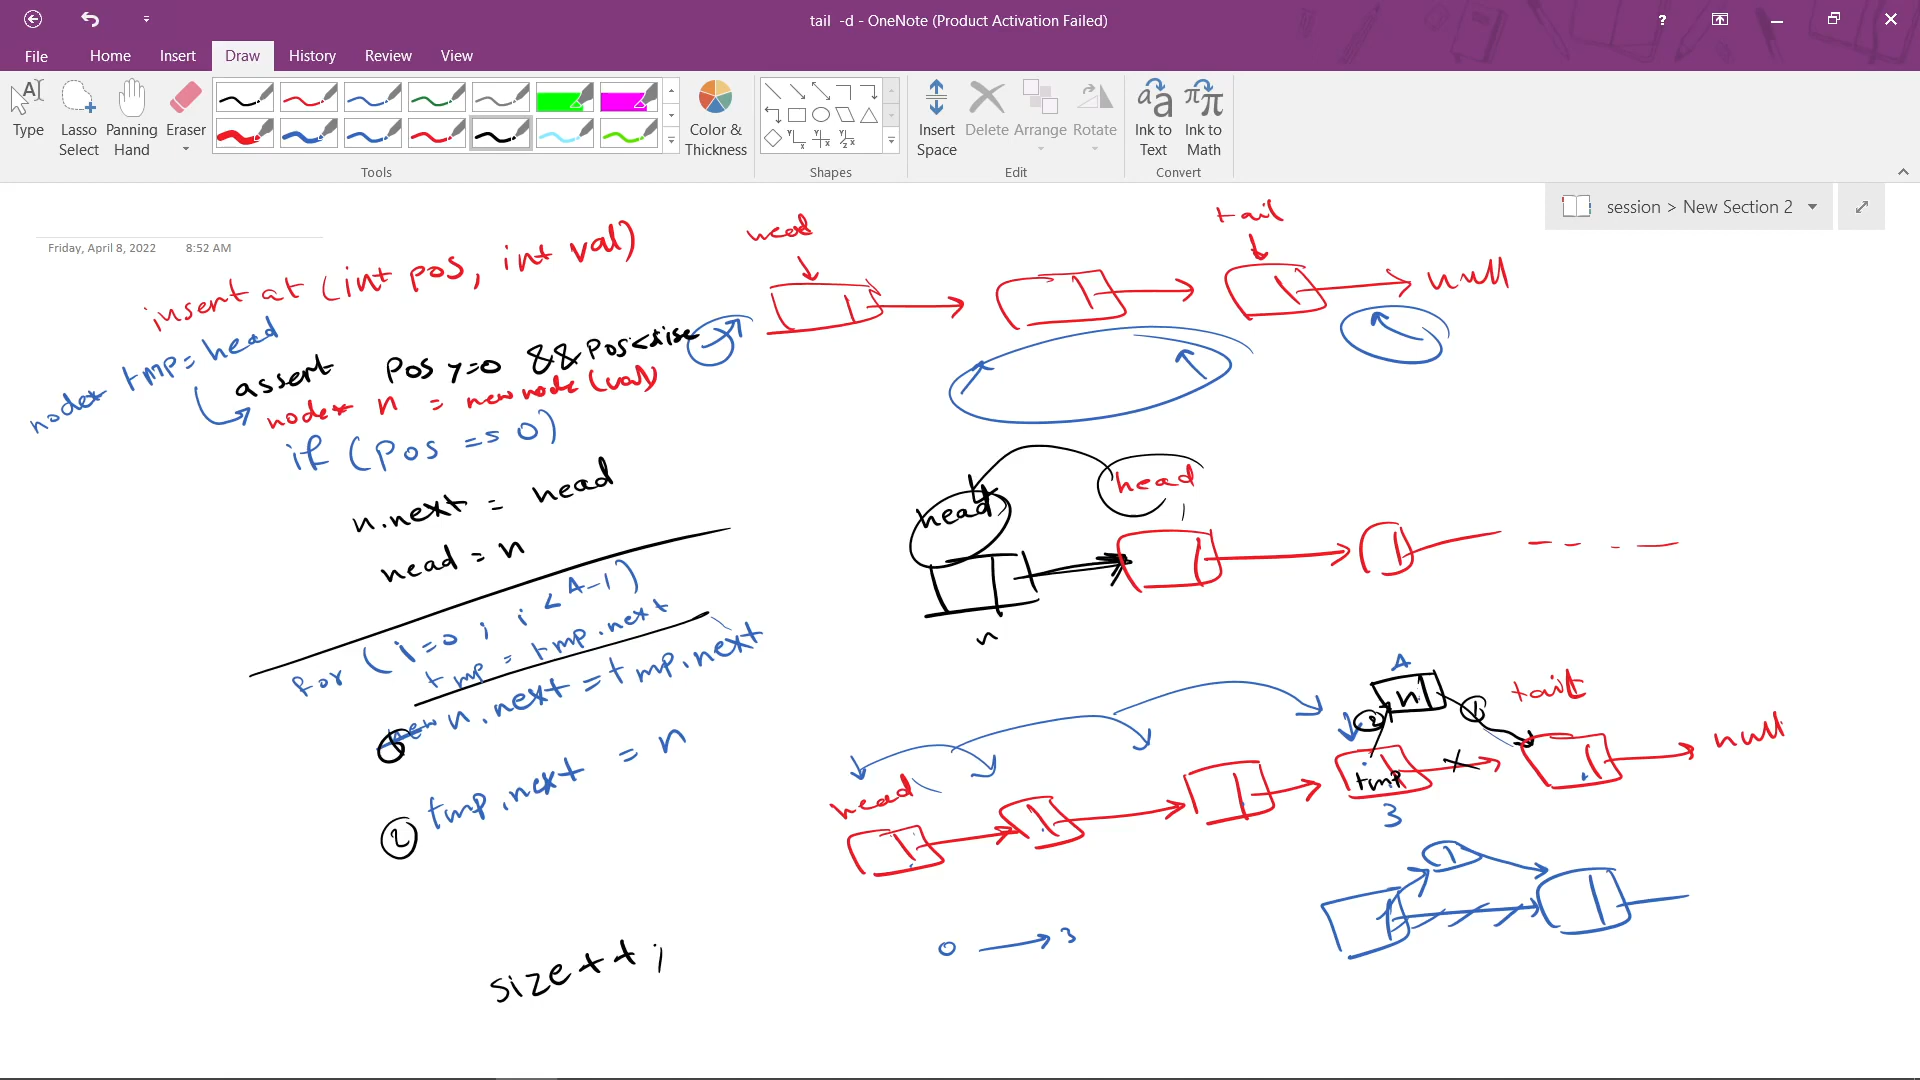 tail -d - OneNote (Product Activation Failed)
File Home Insert Draw History Review View
Type
Lasso Select
Panning Hand
Eraser
Color & Thickness
Insert Space
Delete
Arrange
Rotate
Ink to Text
Ink to Math
Tools
Shapes
Edit
Convert
session > New Section 2
Friday, April 8, 2022 8:52 AM
insert at (int pos, int val)
node* tmp = head
assert pos >=0 && pos<size
node* n = new node (val)
if (pos == 0)
n.next = head
head = n
for (i=0 ; i < A-1)
tmp = tmp.next
n.next = tmp.next
2 tmp.next = n
size++ ;
head
tail
null
head
head
n
A
n
1
tail
2
null
head
tmp
3
1
0 → 3